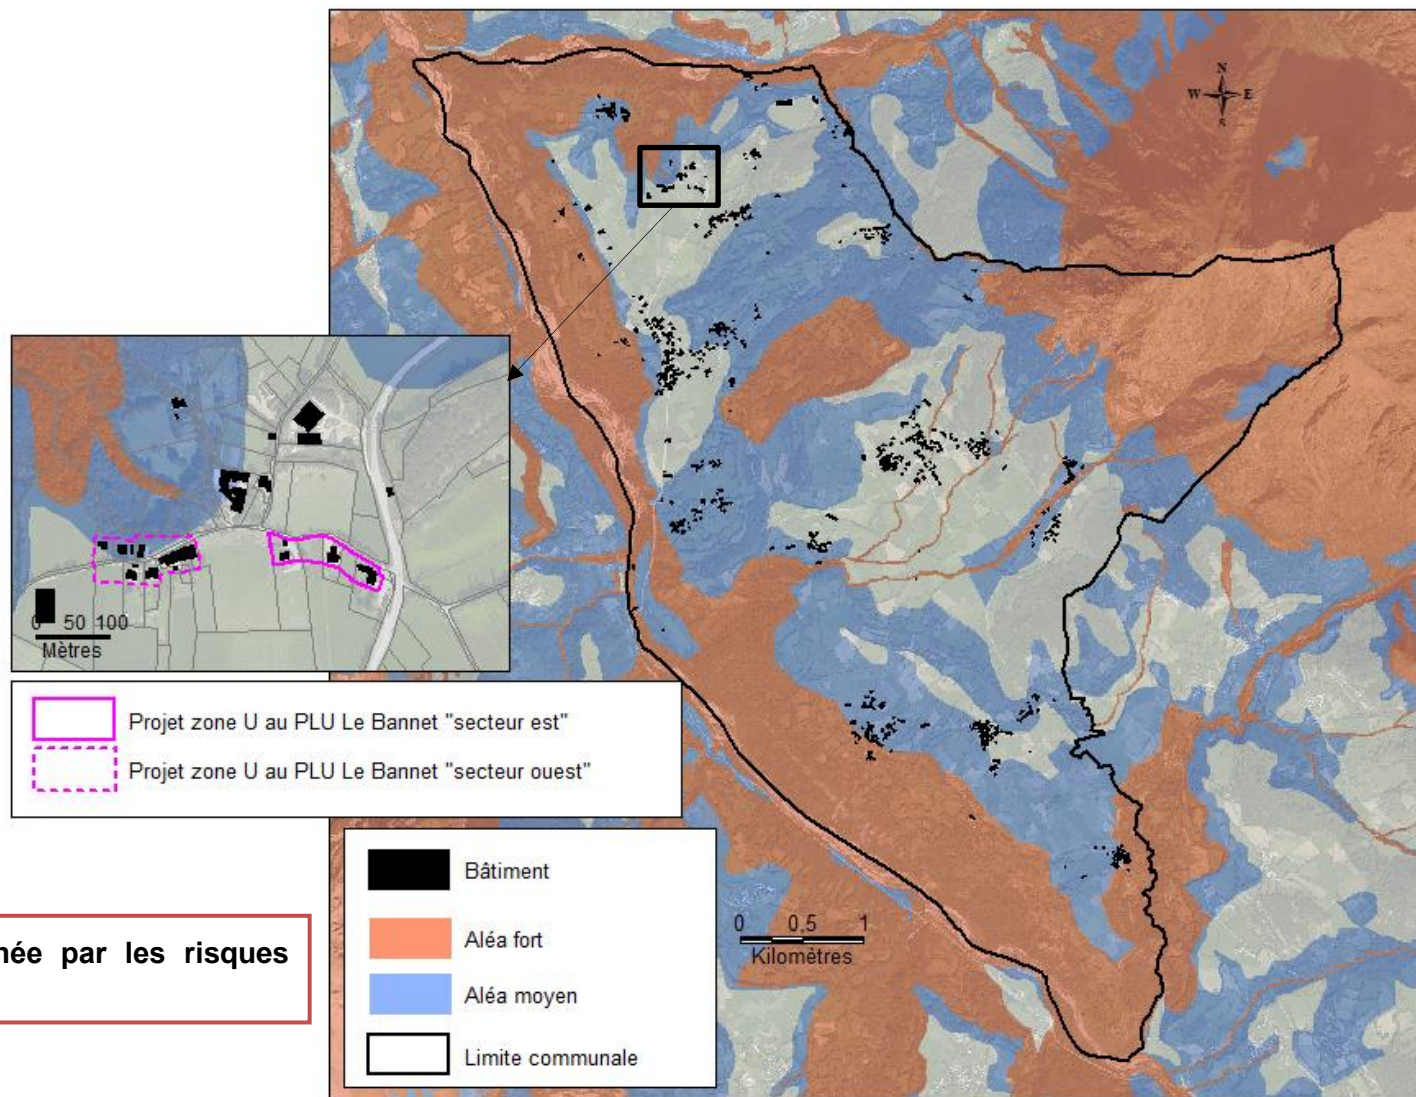 N
W E
S
0 50 100
Mètres
Projet zone U au PLU Le Bannet "secteur est"
Projet zone U au PLU Le Bannet "secteur ouest"
Bâtiment
Aléa fort
Aléa moyen
Limite communale
0 0,5 1
Kilomètres
née par les risques